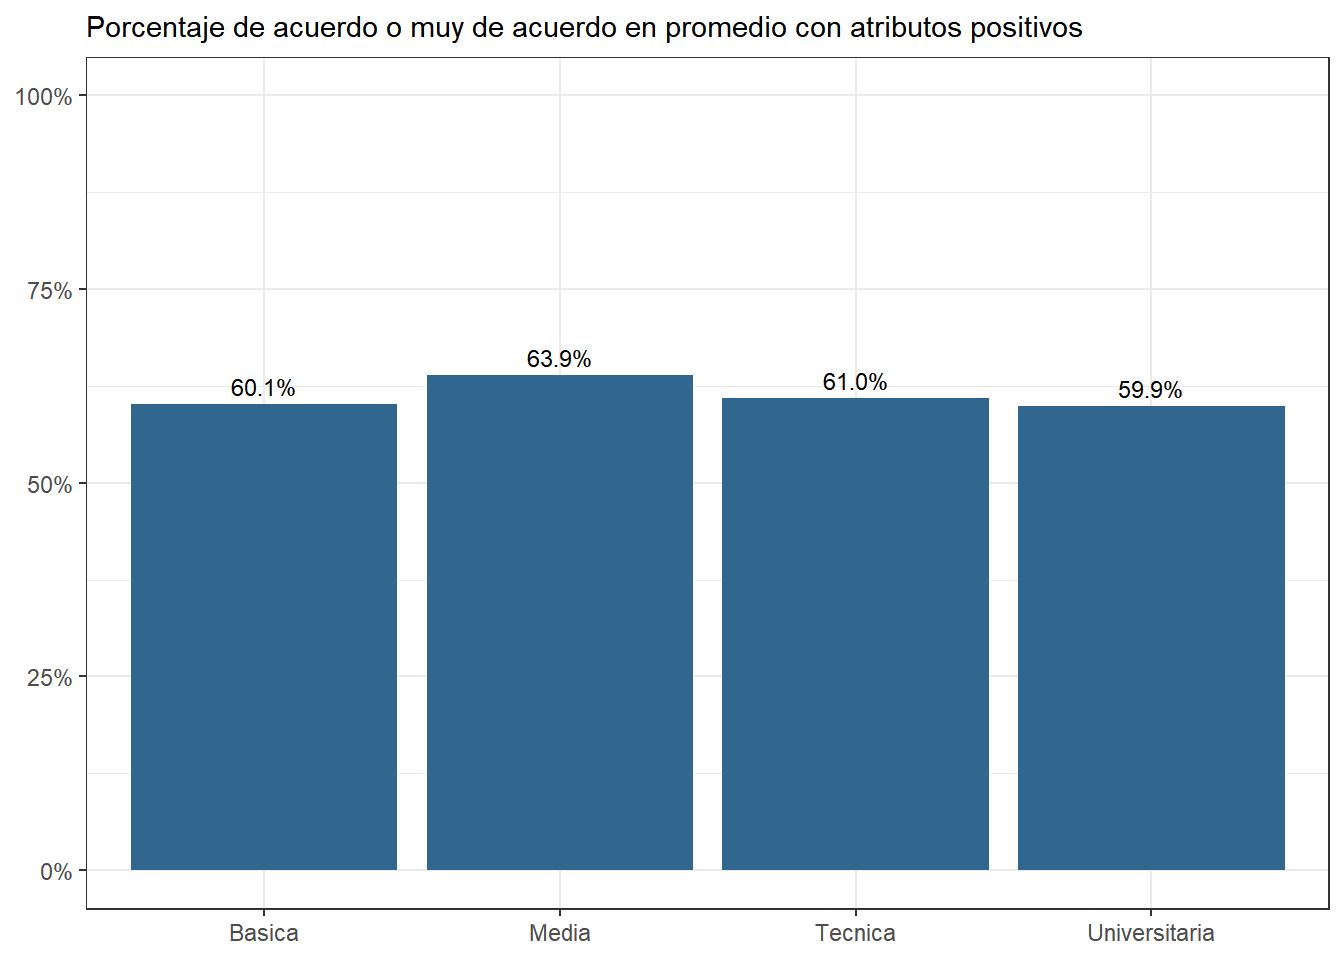 Porcentaje de acuerdo o muy de acuerdo en promedio con atributos positivos
100%
75%
50%
25%
0%
60.1%
63.9%
61.0%
59.9%
Basica
Media
Tecnica
Universitaria